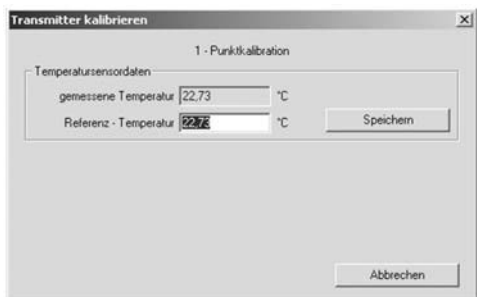 Transmitter kalibrieren
1 - Punktkalibration
Temperatursensordaten
gemessene Temperatur 22,73 °C
Referenz - Temperatur 22,73 °C Speichern
Abbrechen